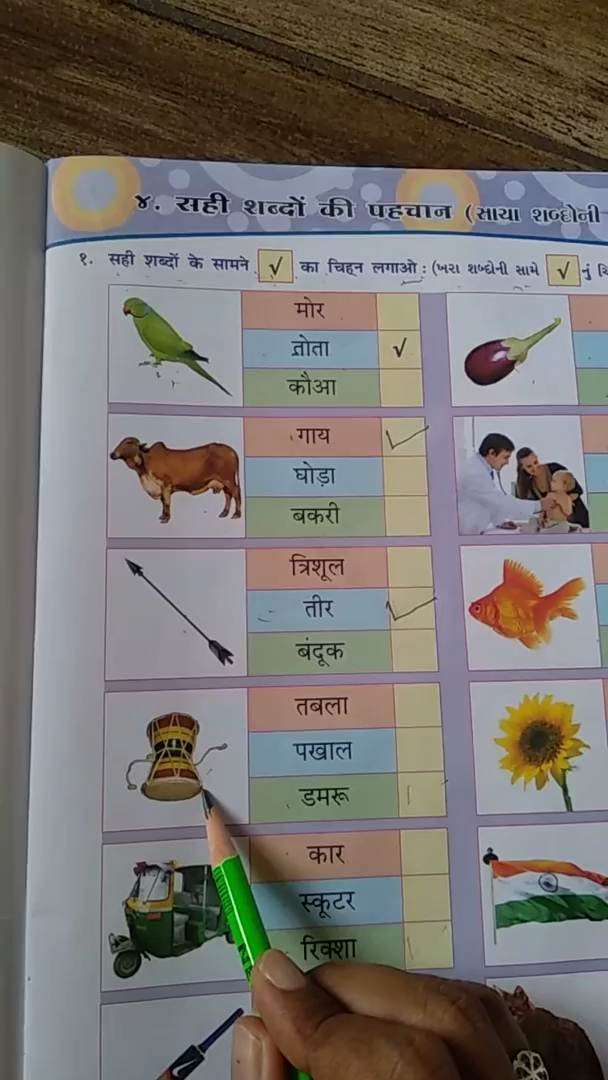 ४. सही शब्दों की पहचान (સાચા શબ્દોની
१. सही शब्दों के सामने √ का चिह्न लगाओ : (ખરા શબ્દોની સામે √ નું
मोर
तोता √
कौआ
गाय ✓
घोड़ा
बकरी
त्रिशूल
तीर ✓
बंदूक
तबला
पखाल
डमरू
कार
स्कूटर
रिक्शा